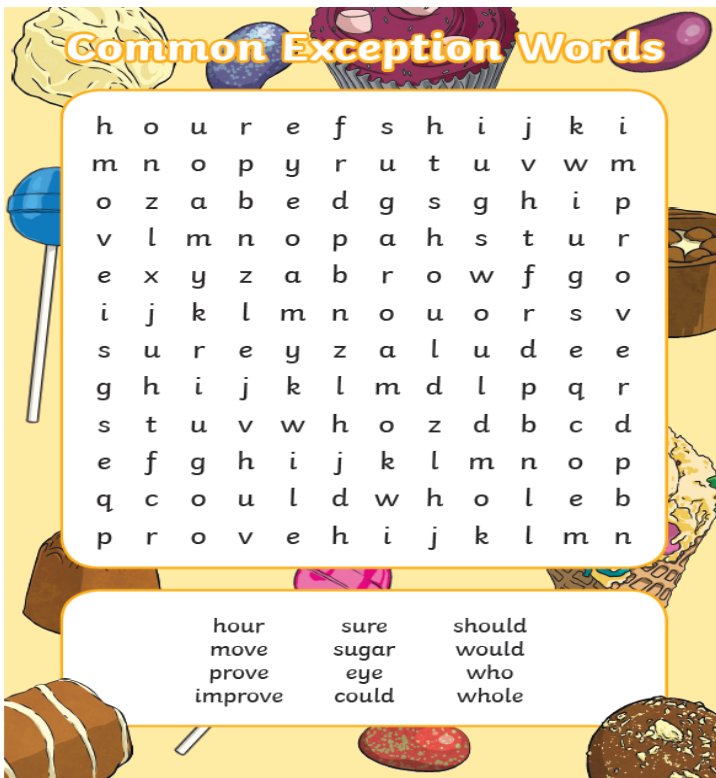 Common Exception Words
h o u r e f s h i j k i
m n o p y r u t u v w m
o z a b e d g s g h i p
v l m n o p a h s t u r
e x y z a b r o w f g o
i j k l m n o u o r s v
s u r e y z a l u d e e
g h i j k l m d l p q r
s t u v w h o z d b c d
e f g h i j k l m n o p
q c o u l d w h o l e b
p r o v e h i j k l m n
hour sure should
move sugar would
prove eye who
improve could whole